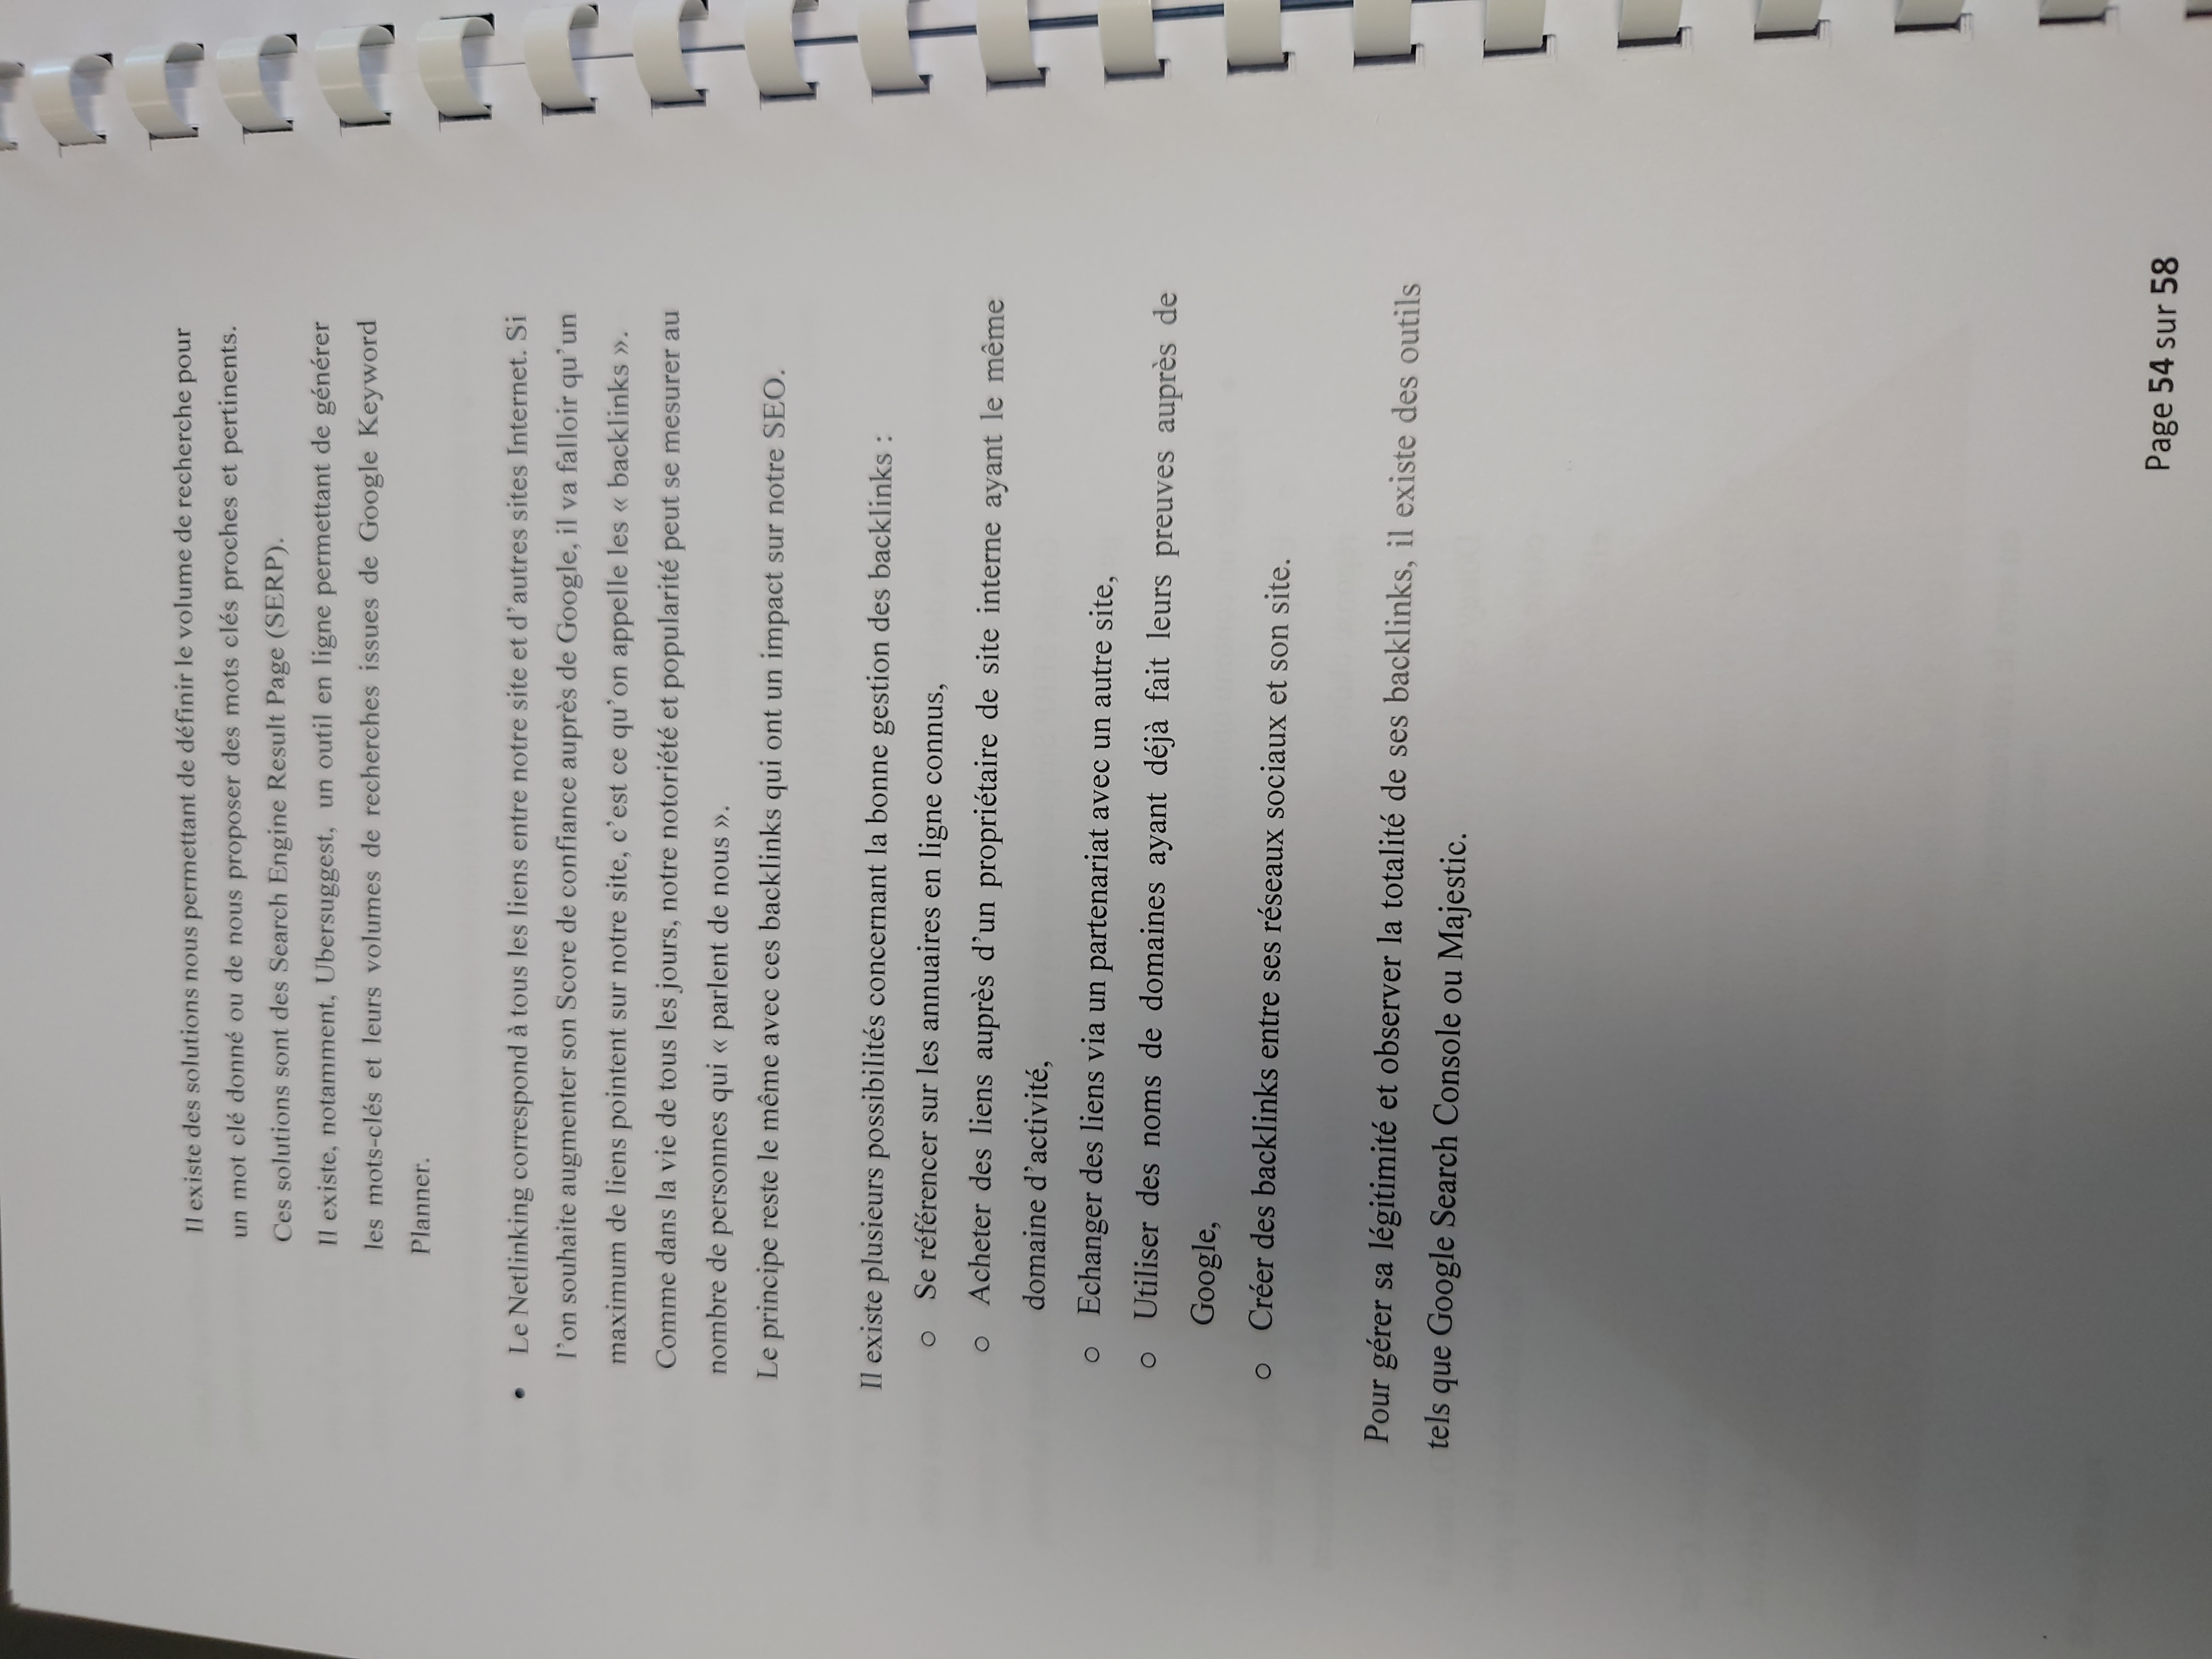 Il existe des solutions nous permettant de définir le volume de recherche pour
un mot clé donné ou de nous proposer des mots clés proches et pertinents.
Ces solutions sont des Search Engine Result Page (SERP).
Il existe, notamment, Ubersuggest, un outil en ligne permettant de générer
les mots-clés et leurs volumes de recherches issues de Google Keyword
Planner.
• Le Netlinking correspond à tous les liens entre notre site et d'autres sites Internet. Si
l'on souhaite augmenter son Score de confiance auprès de Google, il va falloir qu'un
maximum de liens pointent sur notre site, c'est ce qu'on appelle les « backlinks ».
Comme dans la vie de tous les jours, notre notoriété et popularité peut se mesurer au
nombre de personnes qui « parlent de nous ».
Le principe reste le même avec ces backlinks qui ont un impact sur notre SEO.
Il existe plusieurs possibilités concernant la bonne gestion des backlinks :
o Se référencer sur les annuaires en ligne connus,
o Acheter des liens auprès d'un propriétaire de site interne ayant le même
domaine d'activité,
o Echanger des liens via un partenariat avec un autre site,
o Utiliser des noms de domaines ayant déjà fait leurs preuves auprès de
Google,
o Créer des backlinks entre ses réseaux sociaux et son site.
Pour gérer sa légitimité et observer la totalité de ses backlinks, il existe des outils
tels que Google Search Console ou Majestic.
Page 54 sur 58